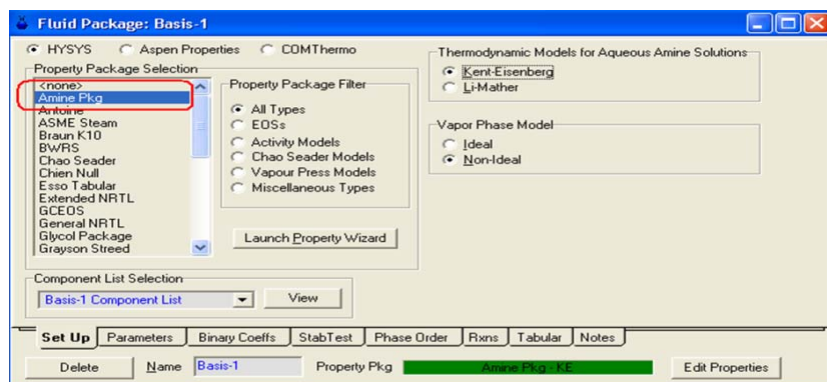 Fluid Package: Basis-1
HYSYS Aspen Properties COMThermo
Property Package Selection
<none>
Amine Pkg
Antoine
ASME Steam
Braun K10
BWRS
Chao Seader
Chien Null
Esso Tabular
Extended NRTL
GCEOS
General NRTL
Glycol Package
Grayson Streed
Property Package Filter
All Types
EOSs
Activity Models
Chao Seader Models
Vapour Press Models
Miscellaneous Types
Launch Property Wizard
Thermodynamic Models for Aqueous Amine Solutions
Kent-Eisenberg
Li-Mather
Vapor Phase Model
Ideal
Non-Ideal
Component List Selection
Basis-1 Component List View
Set Up Parameters Binary Coeffs StabTest Phase Order Rxns Tabular Notes
Delete Name Basis-1 Property Pkg Amine Pkg - KE Edit Properties